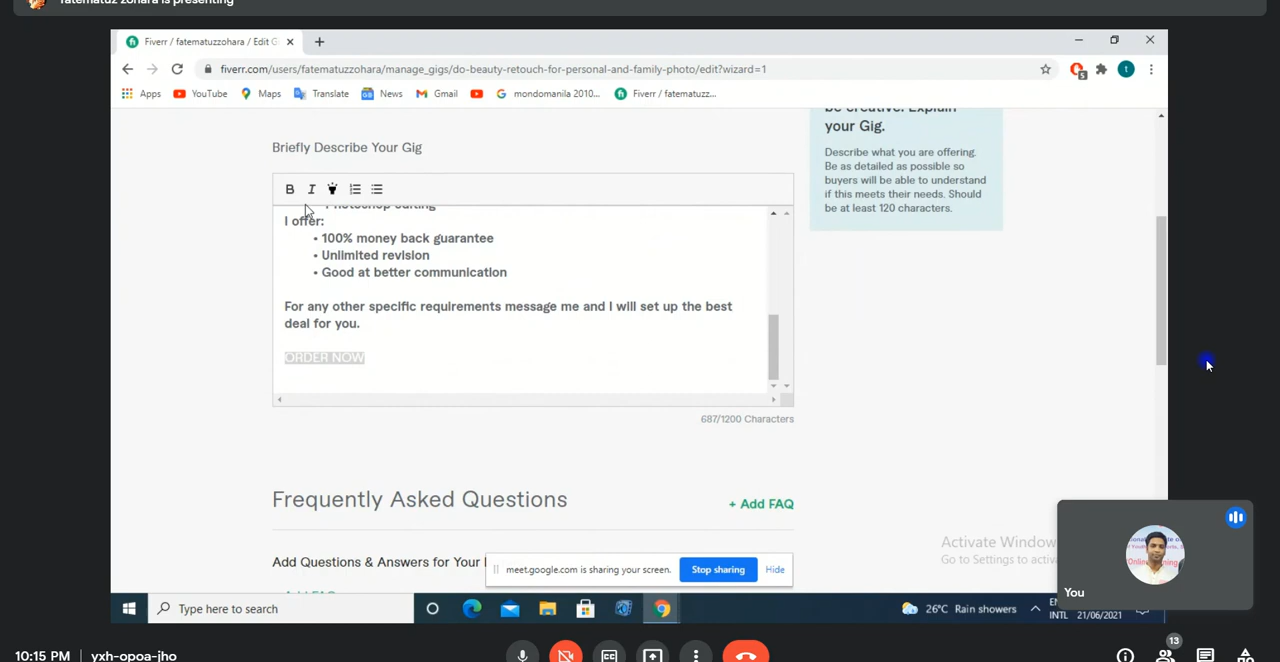 fatematuz zohara is presenting
Fiverr / fatematuzzohara / Edit G
fiverr.com/users/fatematuzzohara/manage_gigs/do-beauty-retouch-for-personal-and-family-photo/edit?wizard=1
5
t
Apps YouTube Maps Translate News Gmail mondomanila 2010... Fiverr / fatematuzz...
be creative. Explain
your Gig.
Describe what you are offering.
Be as detailed as possible so
buyers will be able to understand
if this meets their needs. Should
be at least 120 characters.
Briefly Describe Your Gig
B I
Photoshop editing
I offer:
• 100% money back guarantee
• Unlimited revision
• Good at better communication
For any other specific requirements message me and I will set up the best
deal for you.
ORDER NOW
687/1200 Characters
Frequently Asked Questions
+ Add FAQ
Add Questions & Answers for Your
meet.google.com is sharing your screen. Stop sharing Hide
Activate Window
Go to Settings to activ
You
Type here to search
26°C Rain showers
INTL 21/06/2021
10:15 PM | yxh-opoa-jho
13